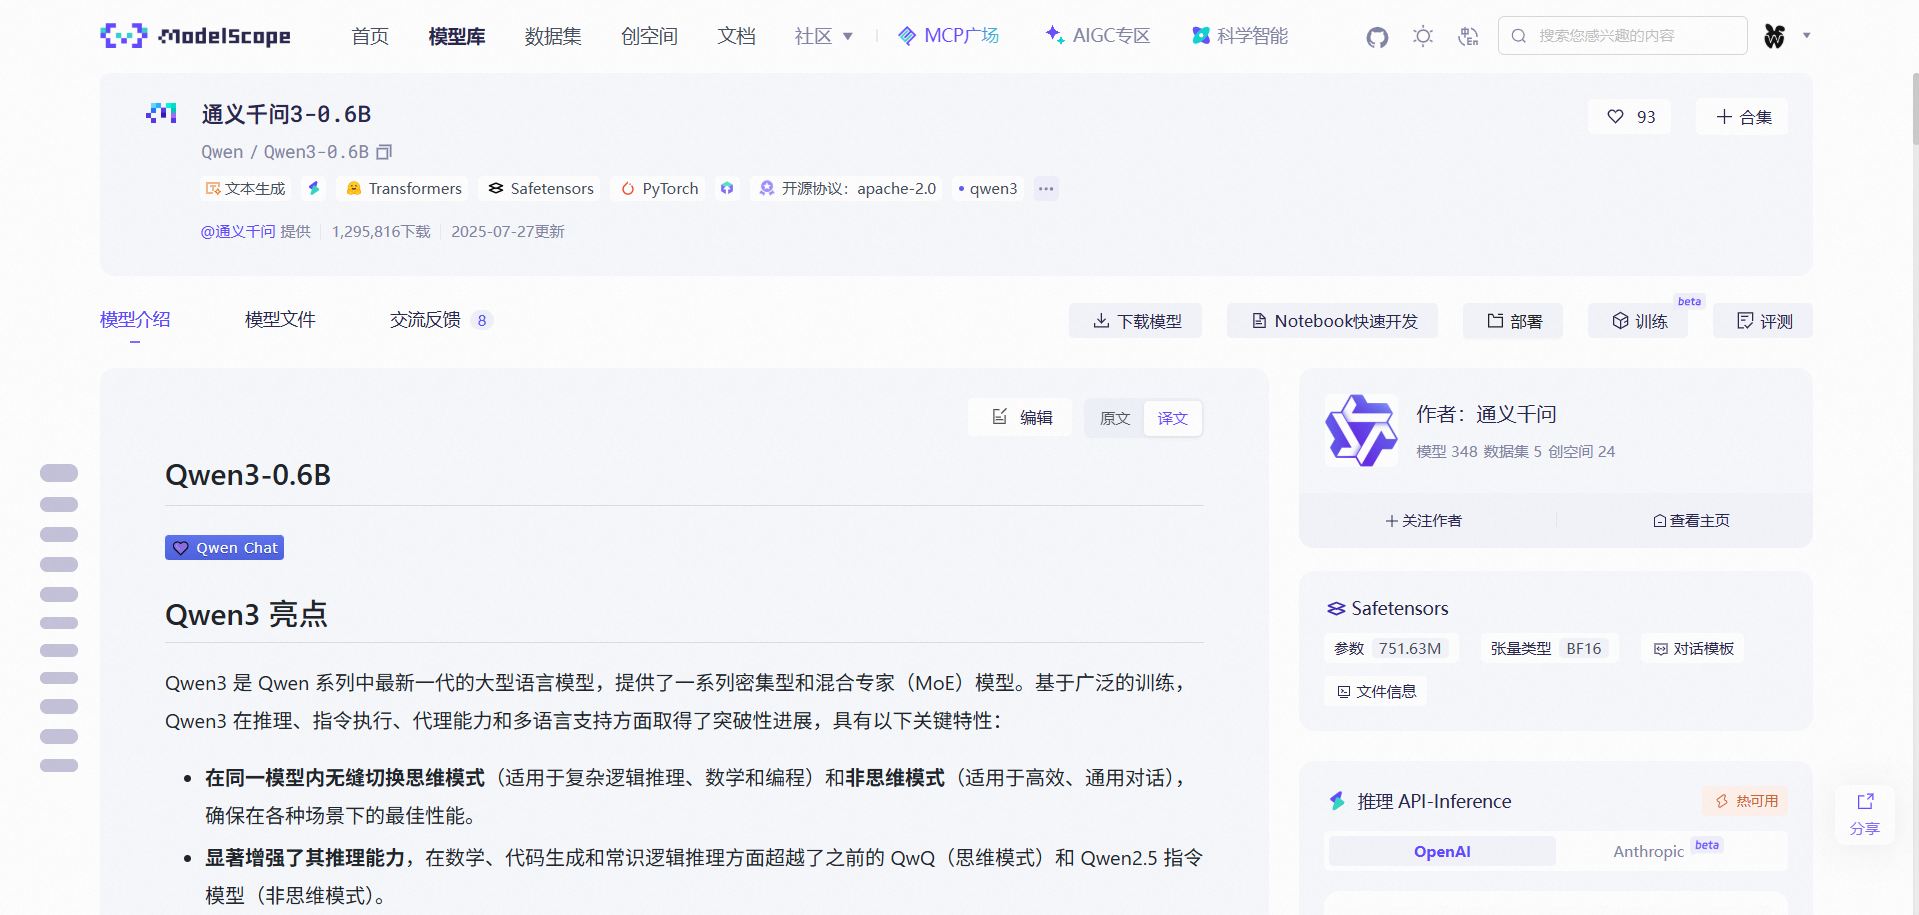 ModelScope 首页 模型库 数据集 创空间 文档 社区 MCP广场 AIGC专区 科学智能 搜索您感兴趣的内容
通义千问3-0.6B
93 合集
Qwen / Qwen3-0.6B
文本生成 Transformers Safetensors PyTorch 开源协议：apache-2.0 qwen3 ···
@通义千问 提供 1,295,816下载 2025-07-27更新
模型介绍 模型文件 交流反馈 8 下载模型 Notebook快速开发 部署 训练 beta 评测
编辑 原文 译文
Qwen3-0.6B
Qwen Chat
Qwen3 亮点
Qwen3 是 Qwen 系列中最新一代的大型语言模型，提供了一系列密集型和混合专家（MoE）模型。基于广泛的训练，
Qwen3 在推理、指令执行、代理能力和多语言支持方面取得了突破性进展，具有以下关键特性：
• 在同一模型内无缝切换思维模式（适用于复杂逻辑推理、数学和编程）和非思维模式（适用于高效、通用对话），
确保在各种场景下的最佳性能。
• 显著增强了其推理能力，在数学、代码生成和常识逻辑推理方面超越了之前的 QwQ（思维模式）和 Qwen2.5 指令
模型（非思维模式）。
作者：通义千问
模型 348 数据集 5 创空间 24
关注作者 查看主页
Safetensors
参数 751.63M 张量类型 BF16 对话模板
文件信息
推理 API-Inference 热可用
OpenAI Anthropic beta
分享